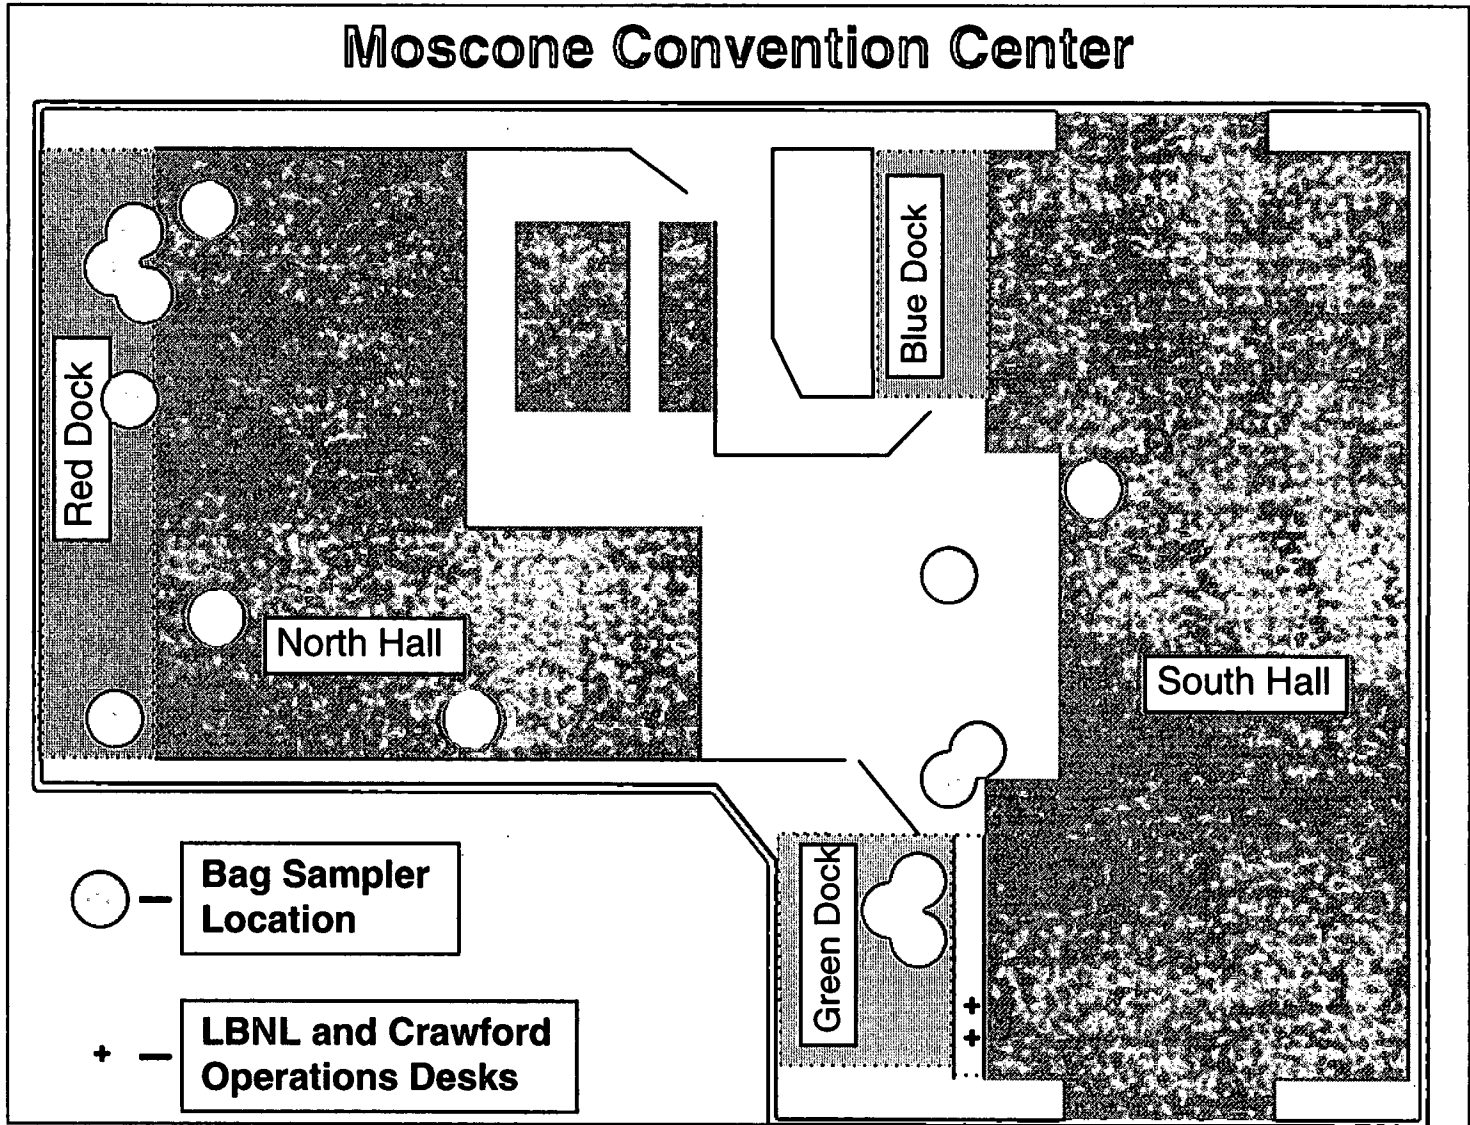 Moscone Convention Center
Blue Dock
Red Dock
North Hall
South Hall
Green Dock
Bag Sampler
Location
LBNL and Crawford
Operations Desks